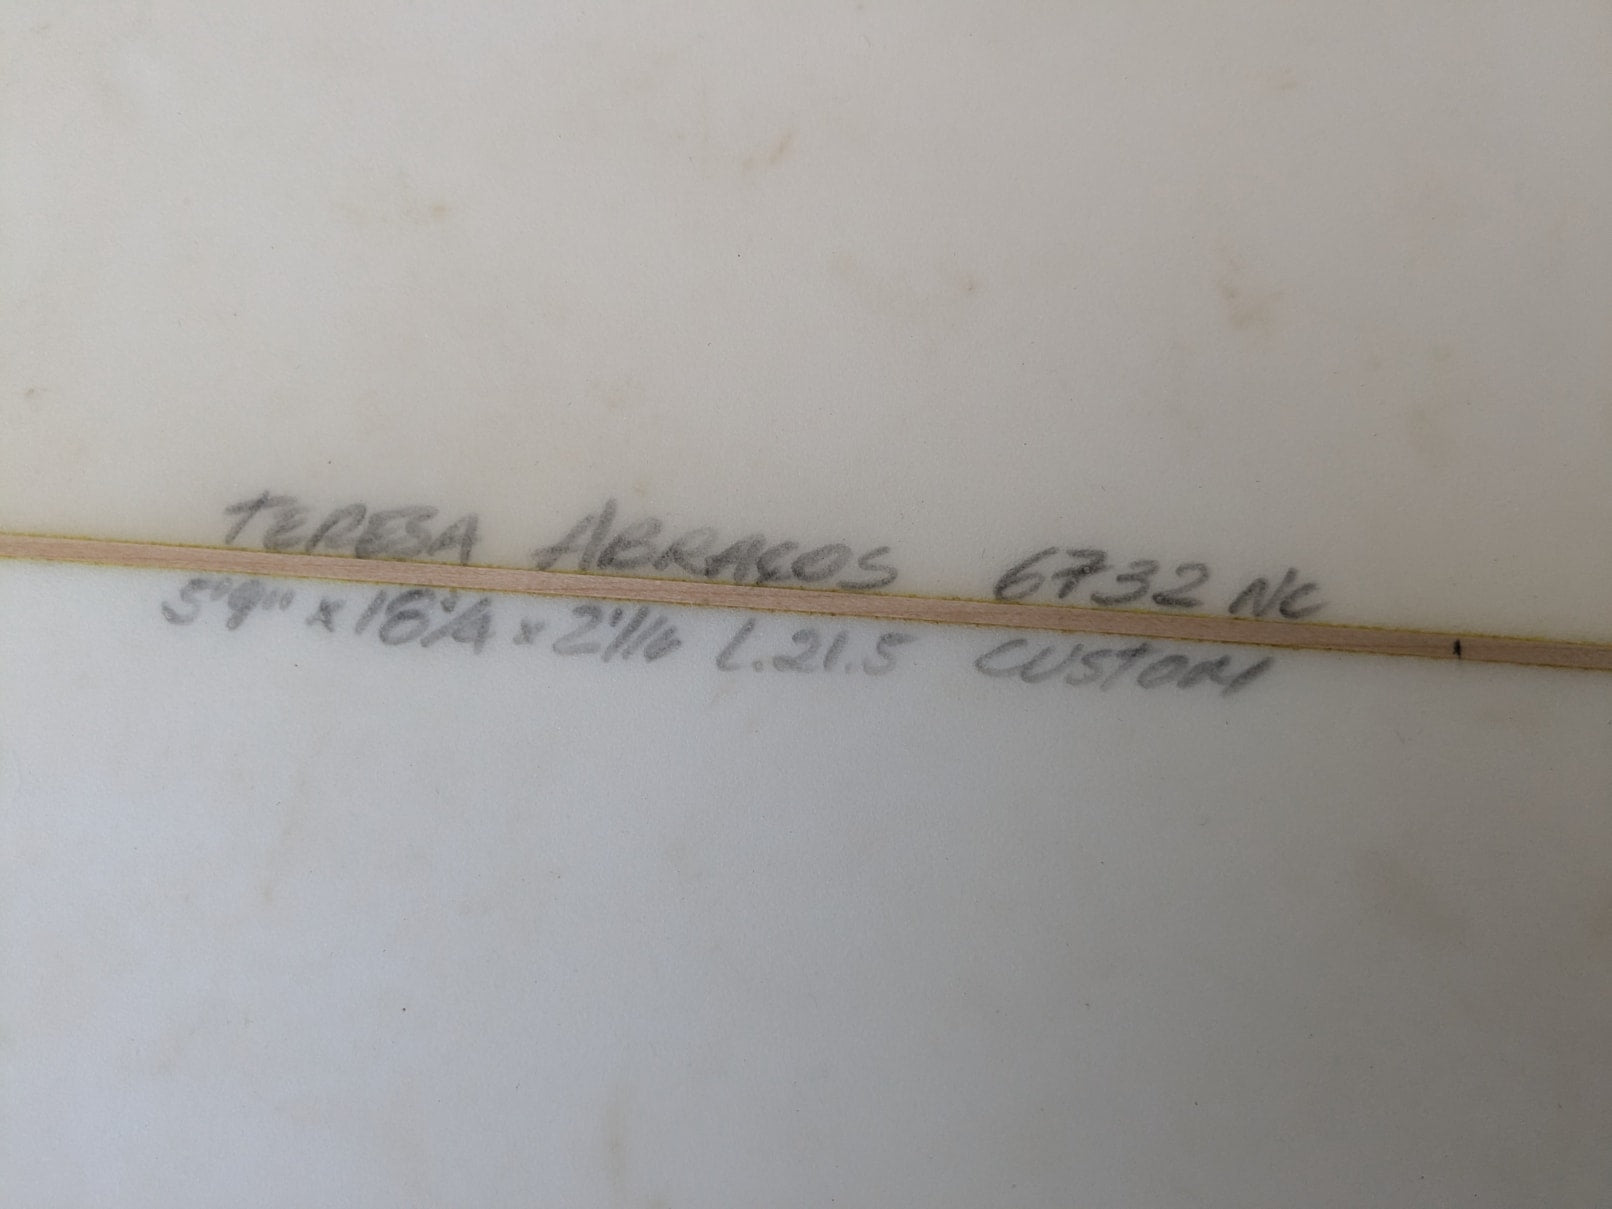 TERESA ABRAÇOS 6732 NC
5'9" x 18 1/4 x 2 1/16 L.21.5 CUSTOM